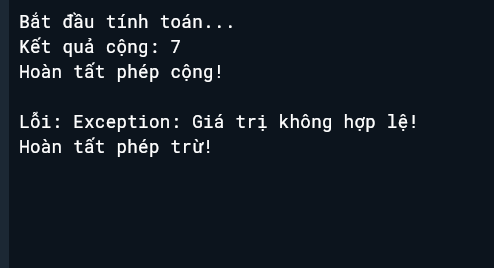 Bắt đầu tính toán...
Kết quả cộng: 7
Hoàn tất phép cộng!
Lỗi: Exception: Giá trị không hợp lệ!
Hoàn tất phép trừ!